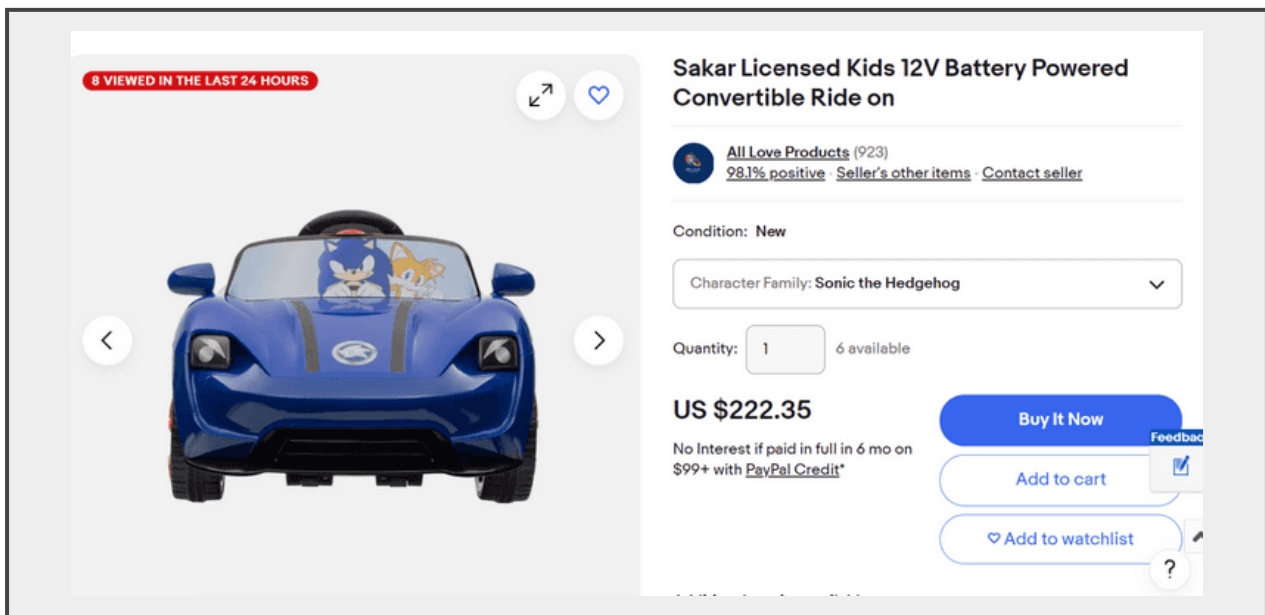 8 VIEWED IN THE LAST 24 HOURS
Sakar Licensed Kids 12V Battery Powered
Convertible Ride on
All Love Products (923)
98.1% positive · Seller's other items · Contact seller
Condition: New
Character Family: Sonic the Hedgehog
Quantity: 1 6 available
US $222.35
Buy It Now
No Interest if paid in full in 6 mo on
$99+ with PayPal Credit*
Add to cart
Add to watchlist
Feedbac
?